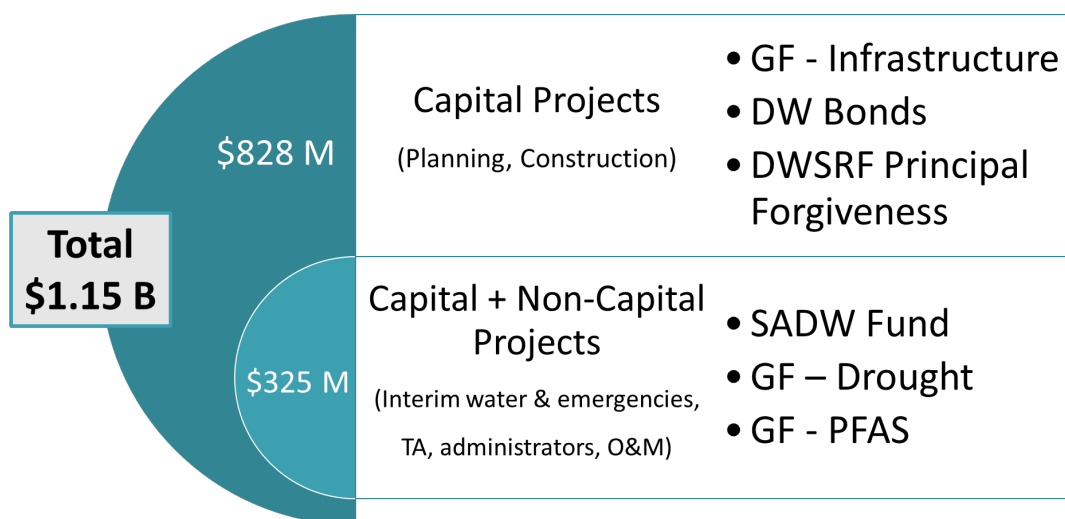 Total
$1.15 B
$828 M
Capital Projects
(Planning, Construction)
• GF - Infrastructure
• DW Bonds
• DWSRF Principal
Forgiveness
$325 M
Capital + Non-Capital
Projects
(Interim water & emergencies,
TA, administrators, O&M)
• SADW Fund
• GF – Drought
• GF - PFAS